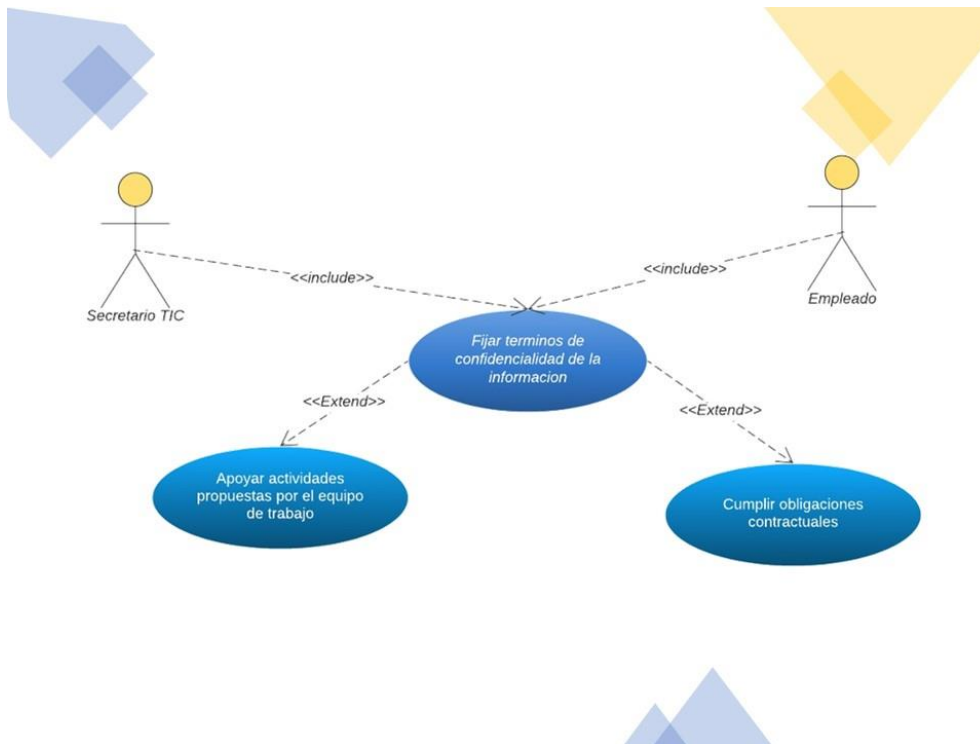 <<include>>
<<include>>
Secretario TIC
Empleado
Fijar terminos de
confidencialidad de la
informacion
<<Extend>>
<<Extend>>
Apoyar actividades
propuestas por el equipo
de trabajo
Cumplir obligaciones
contractuales